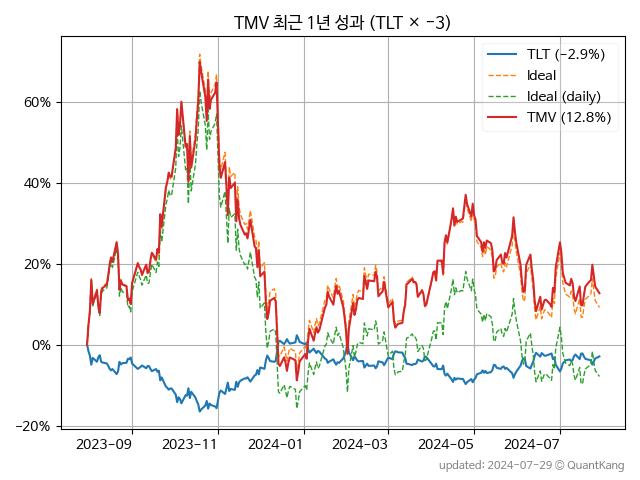 TMV 최근 1년 성과 (TLT × −3)
TLT (−2.9%)
Ideal
Ideal (daily)
TMV (12.8%)
60%
40%
20%
0%
−20%
2023-09
2023-11
2024-01
2024-03
2024-05
2024-07
updated: 2024-07-29 © QuantKang